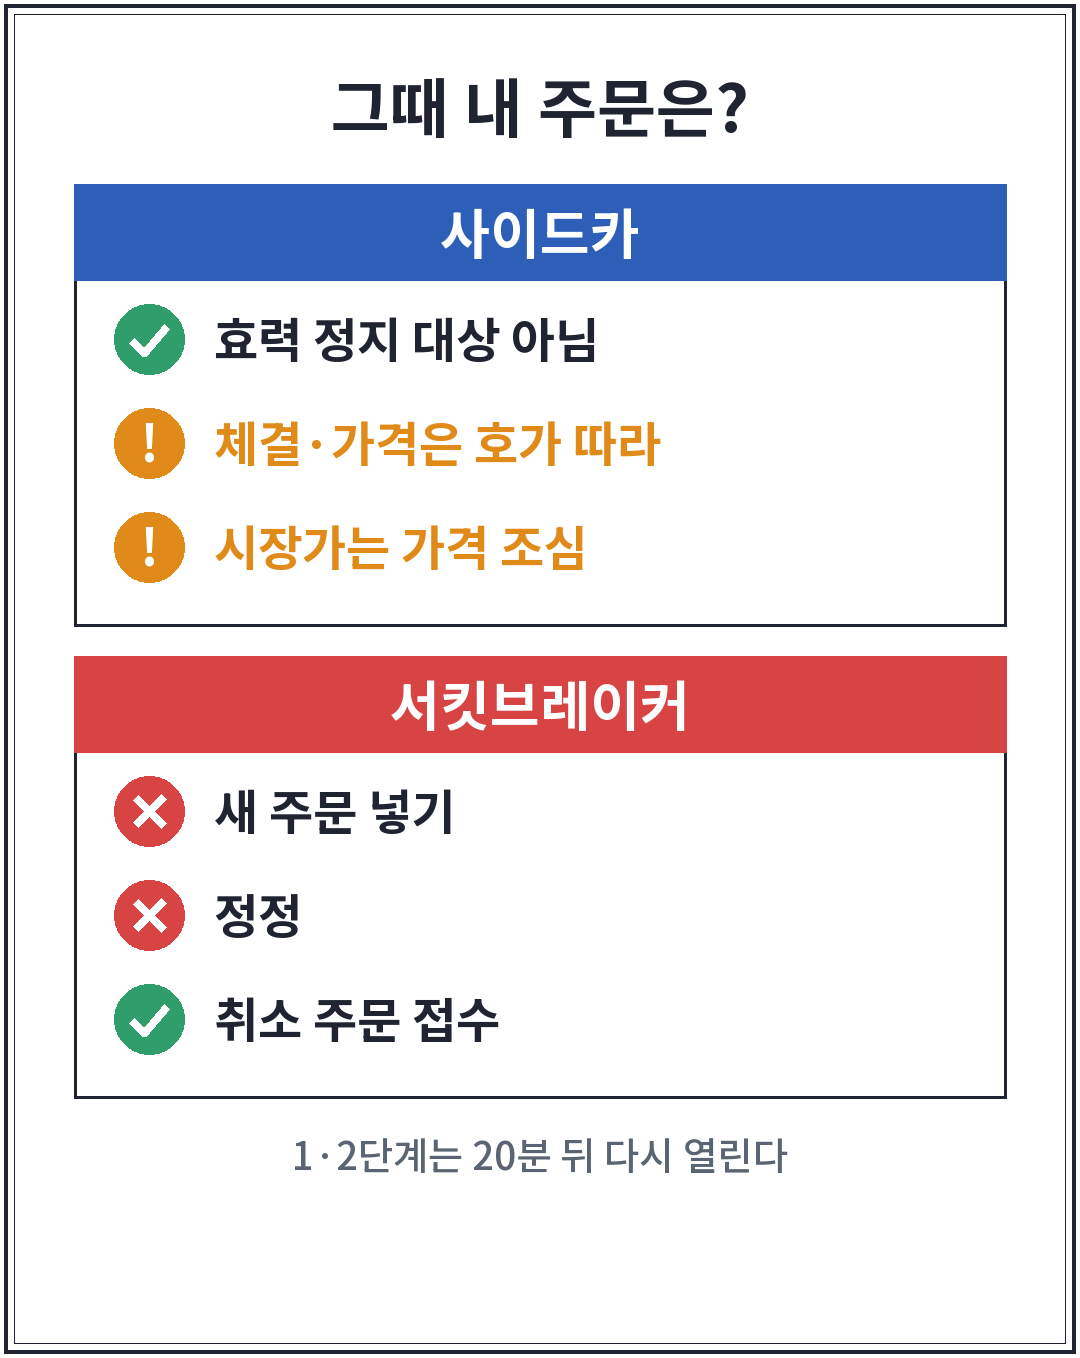 그때 내 주문은?
사이드카
효력 정지 대상 아님
체결·가격은 호가 따라
시장가는 가격 조심
서킷브레이커
새 주문 넣기
정정
취소 주문 접수
1·2단계는 20분 뒤 다시 열린다